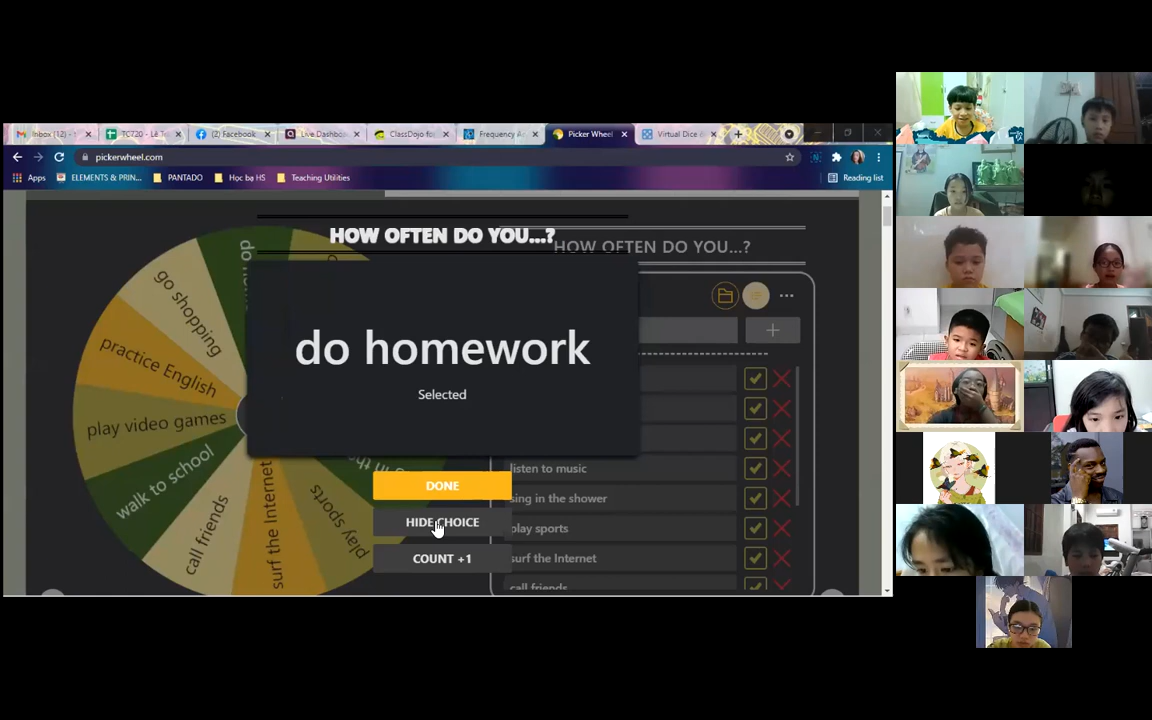 Inbox (12) -
TC720 - Lê T
(2) Facebook
Live Dashbo
ClassDojo fo
Frequency A
Picker Wheel
Virtual Dice
pickerwheel.com
Apps
ELEMENTS & PRIN...
PANTADO
Học bạ HS
Teaching Utilities
Reading list
HOW OFTEN DO YOU...?
HOW OFTEN DO YOU...?
go shopping
practice English
play video games
walk to school
call friends
surf the Internet
play sports
do homework
Selected
DONE
HIDE CHOICE
COUNT +1
listen to music
sing in the shower
play sports
surf the Internet
call friends